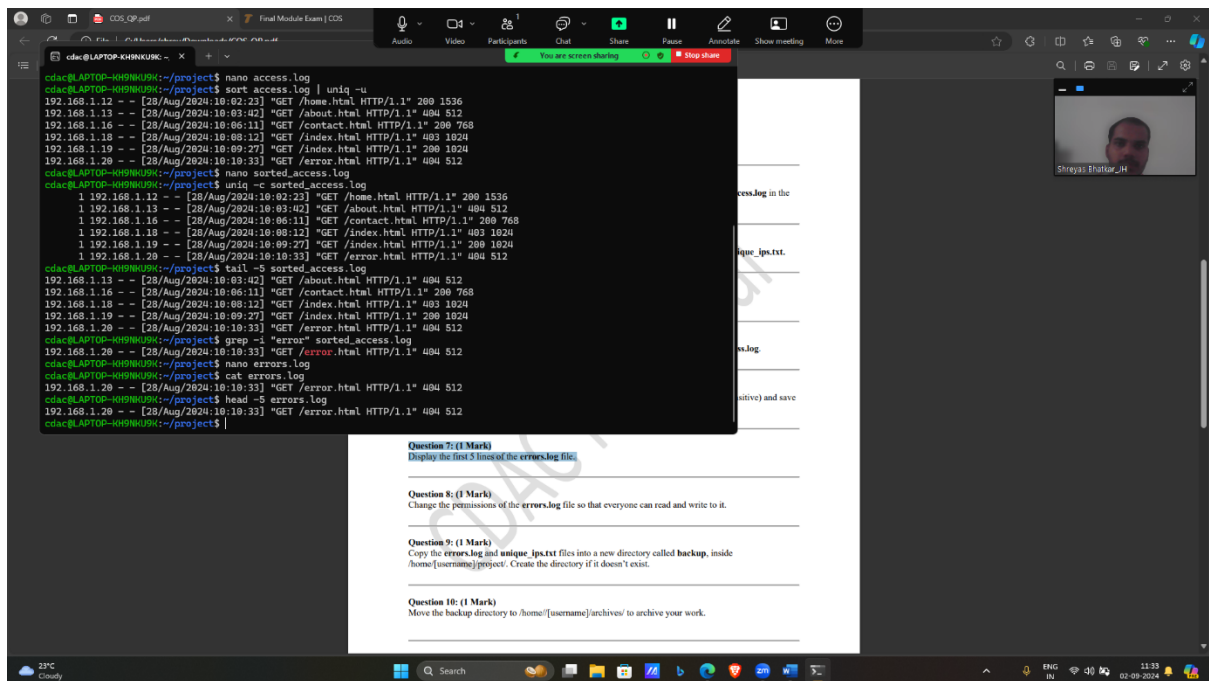 COS_QP.pdf
Final Module Exam | COS
Audio
Video
Participants
1
Chat
Share
Pause
Annotate
Show meeting
More
You are screen sharing
Stop share
cdac@LAPTOP-KH9NKU9K: ~
cdac@LAPTOP-KH9NKU9K:~/project$ nano access.log
cdac@LAPTOP-KH9NKU9K:~/project$ sort access.log | uniq -u
192.168.1.12 - - [28/Aug/2024:10:02:23] "GET /home.html HTTP/1.1" 200 1536
192.168.1.13 - - [28/Aug/2024:10:03:42] "GET /about.html HTTP/1.1" 404 512
192.168.1.16 - - [28/Aug/2024:10:06:11] "GET /contact.html HTTP/1.1" 200 768
192.168.1.18 - - [28/Aug/2024:10:08:12] "GET /index.html HTTP/1.1" 403 1024
192.168.1.19 - - [28/Aug/2024:10:09:27] "GET /index.html HTTP/1.1" 200 1024
192.168.1.20 - - [28/Aug/2024:10:10:33] "GET /error.html HTTP/1.1" 404 512
cdac@LAPTOP-KH9NKU9K:~/project$ nano sorted_access.log
cdac@LAPTOP-KH9NKU9K:~/project$ uniq -c sorted_access.log
1 192.168.1.12 - - [28/Aug/2024:10:02:23] "GET /home.html HTTP/1.1" 200 1536
1 192.168.1.13 - - [28/Aug/2024:10:03:42] "GET /about.html HTTP/1.1" 404 512
1 192.168.1.16 - - [28/Aug/2024:10:06:11] "GET /contact.html HTTP/1.1" 200 768
1 192.168.1.18 - - [28/Aug/2024:10:08:12] "GET /index.html HTTP/1.1" 403 1024
1 192.168.1.19 - - [28/Aug/2024:10:09:27] "GET /index.html HTTP/1.1" 200 1024
1 192.168.1.20 - - [28/Aug/2024:10:10:33] "GET /error.html HTTP/1.1" 404 512
cdac@LAPTOP-KH9NKU9K:~/project$ tail -5 sorted_access.log
192.168.1.13 - - [28/Aug/2024:10:03:42] "GET /about.html HTTP/1.1" 404 512
192.168.1.16 - - [28/Aug/2024:10:06:11] "GET /contact.html HTTP/1.1" 200 768
192.168.1.18 - - [28/Aug/2024:10:08:12] "GET /index.html HTTP/1.1" 403 1024
192.168.1.19 - - [28/Aug/2024:10:09:27] "GET /index.html HTTP/1.1" 200 1024
192.168.1.20 - - [28/Aug/2024:10:10:33] "GET /error.html HTTP/1.1" 404 512
cdac@LAPTOP-KH9NKU9K:~/project$ grep -i "error" sorted_access.log
192.168.1.20 - - [28/Aug/2024:10:10:33] "GET /error.html HTTP/1.1" 404 512
cdac@LAPTOP-KH9NKU9K:~/project$ nano errors.log
cdac@LAPTOP-KH9NKU9K:~/project$ cat errors.log
192.168.1.20 - - [28/Aug/2024:10:10:33] "GET /error.html HTTP/1.1" 404 512
cdac@LAPTOP-KH9NKU9K:~/project$ head -5 errors.log
192.168.1.20 - - [28/Aug/2024:10:10:33] "GET /error.html HTTP/1.1" 404 512
cdac@LAPTOP-KH9NKU9K:~/project$
Shreyas Bhatkar_JH
cess.log in the
ique_ips.txt.
ss.log.
sitive) and save
Question 7: (1 Mark)
Display the first 5 lines of the errors.log file.
Question 8: (1 Mark)
Change the permissions of the errors.log file so that everyone can read and write to it.
Question 9: (1 Mark)
Copy the errors.log and unique_ips.txt files into a new directory called backup, inside
/home/[username]/project/. Create the directory if it doesn't exist.
Question 10: (1 Mark)
Move the backup directory to /home//[username]/archives/ to archive your work.
CDAC
23°C
Cloudy
Search
ENG
IN
11:33
02-09-2024